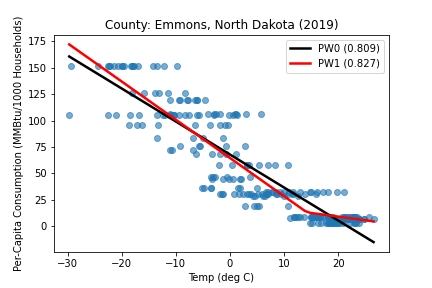 County: Emmons, North Dakota (2019)
Per-Capita Consumption (MMBtu/1000 Households)
175
150
125
100
75
50
25
0
PW0 (0.809)
PW1 (0.827)
−30 −20 −10 0 10 20
Temp (deg C)